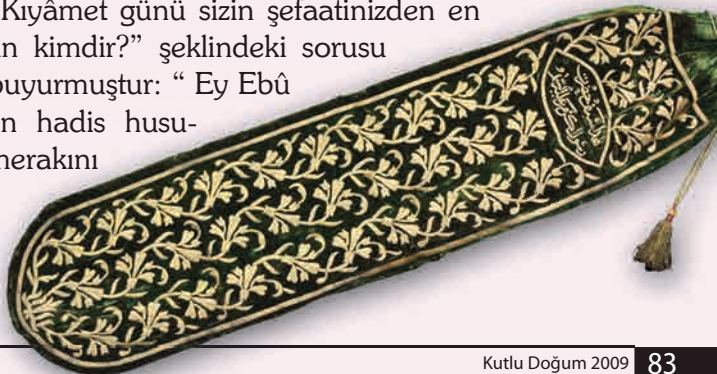 Kıyâmet günü sizin şefaatinizden en
n kimdir?” şeklindeki sorusu
buyurmuştur: “ Ey Ebû
n hadis husu-
merakını
Kutlu Doğum 2009 83